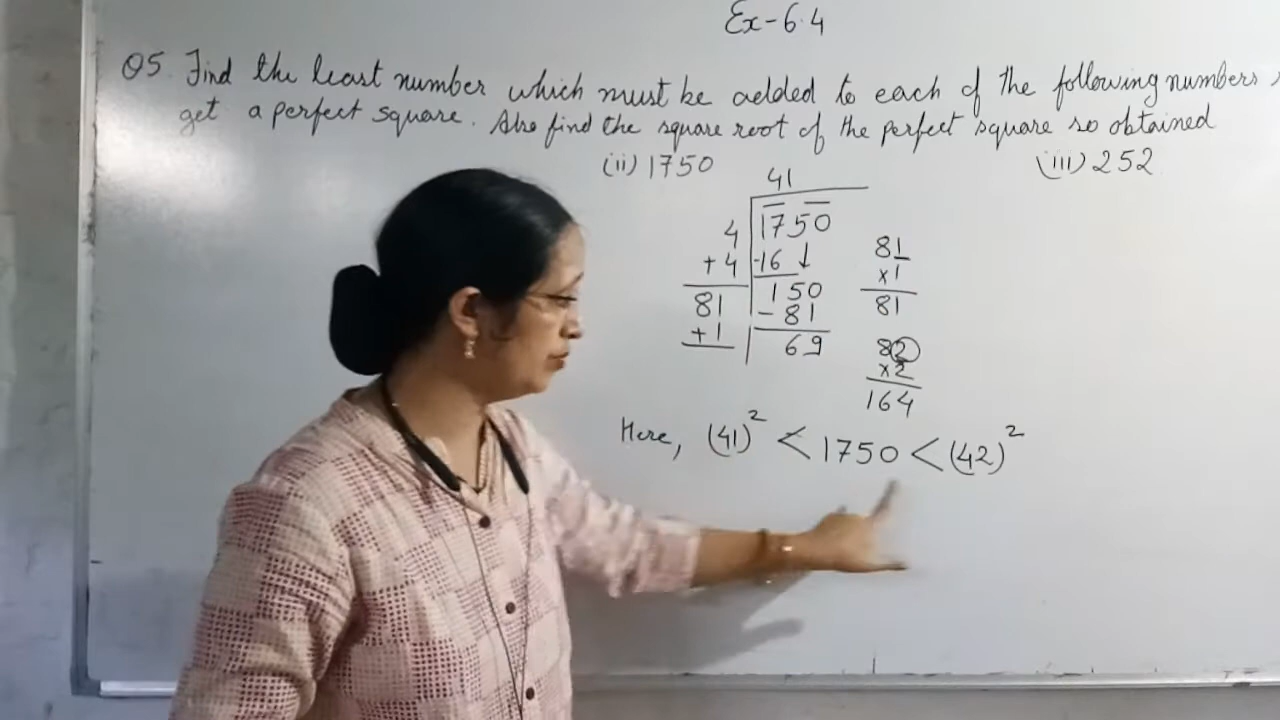 Ex-6.4
Q5. Find the least number which must be added to each of the following numbers
get a perfect square. Also find the square root of the perfect square so obtained
(ii) 1750
(iii) 252
41
4 1750
+4 -16 ↓
81 150
+1 -81
69
81
×1
81
82
×2
164
Here, (41)² < 1750 < (42)²